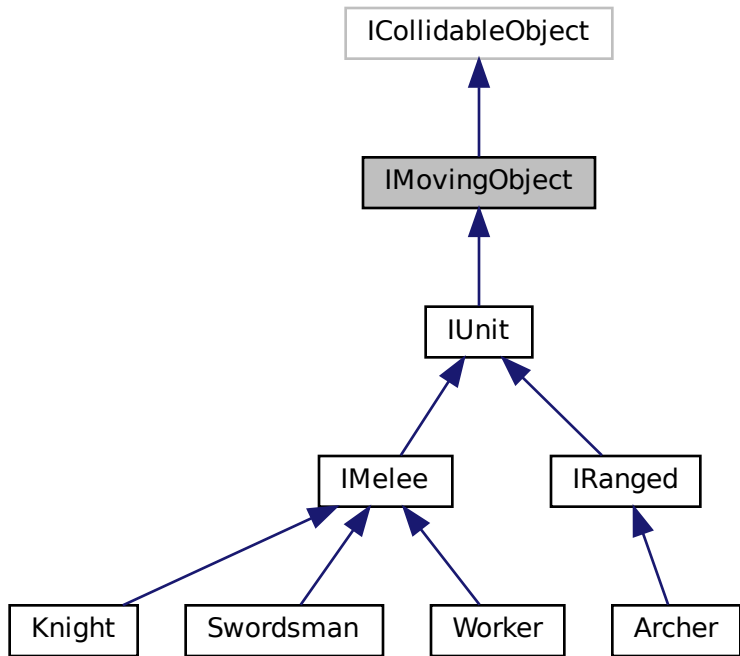 ICollidableObject
IMovingObject
IUnit
IMelee
IRanged
Knight
Swordsman
Worker
Archer